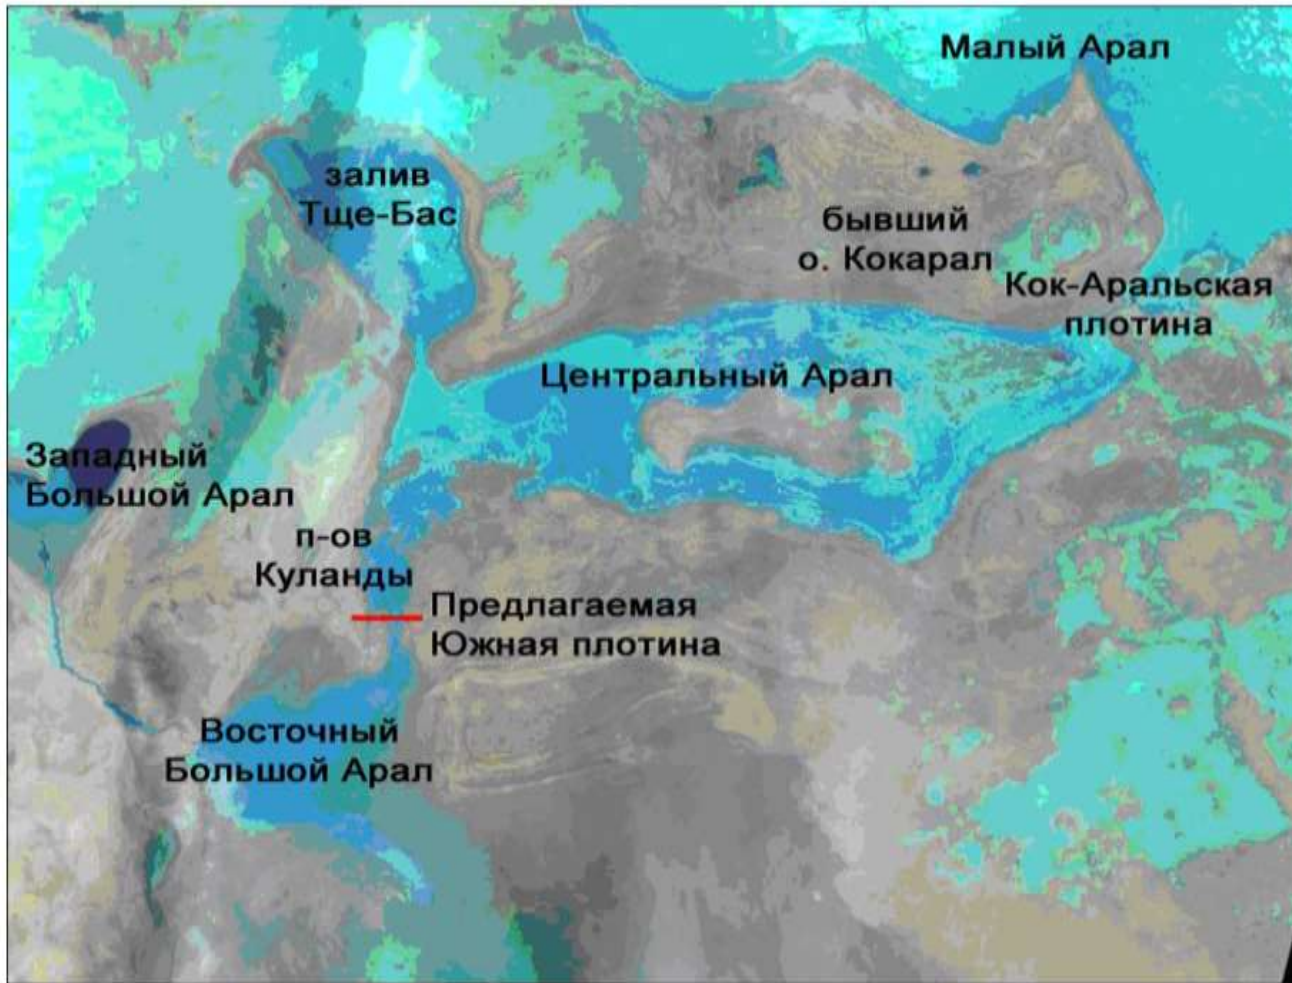 Малый Арал
залив
Тще-Бас
бывший
о. Кокарал
Кок-Аральская
плотина
Центральный Арал
Западный
Большой Арал
п-ов
Куланды
Предлагаемая
Южная плотина
Восточный
Большой Арал